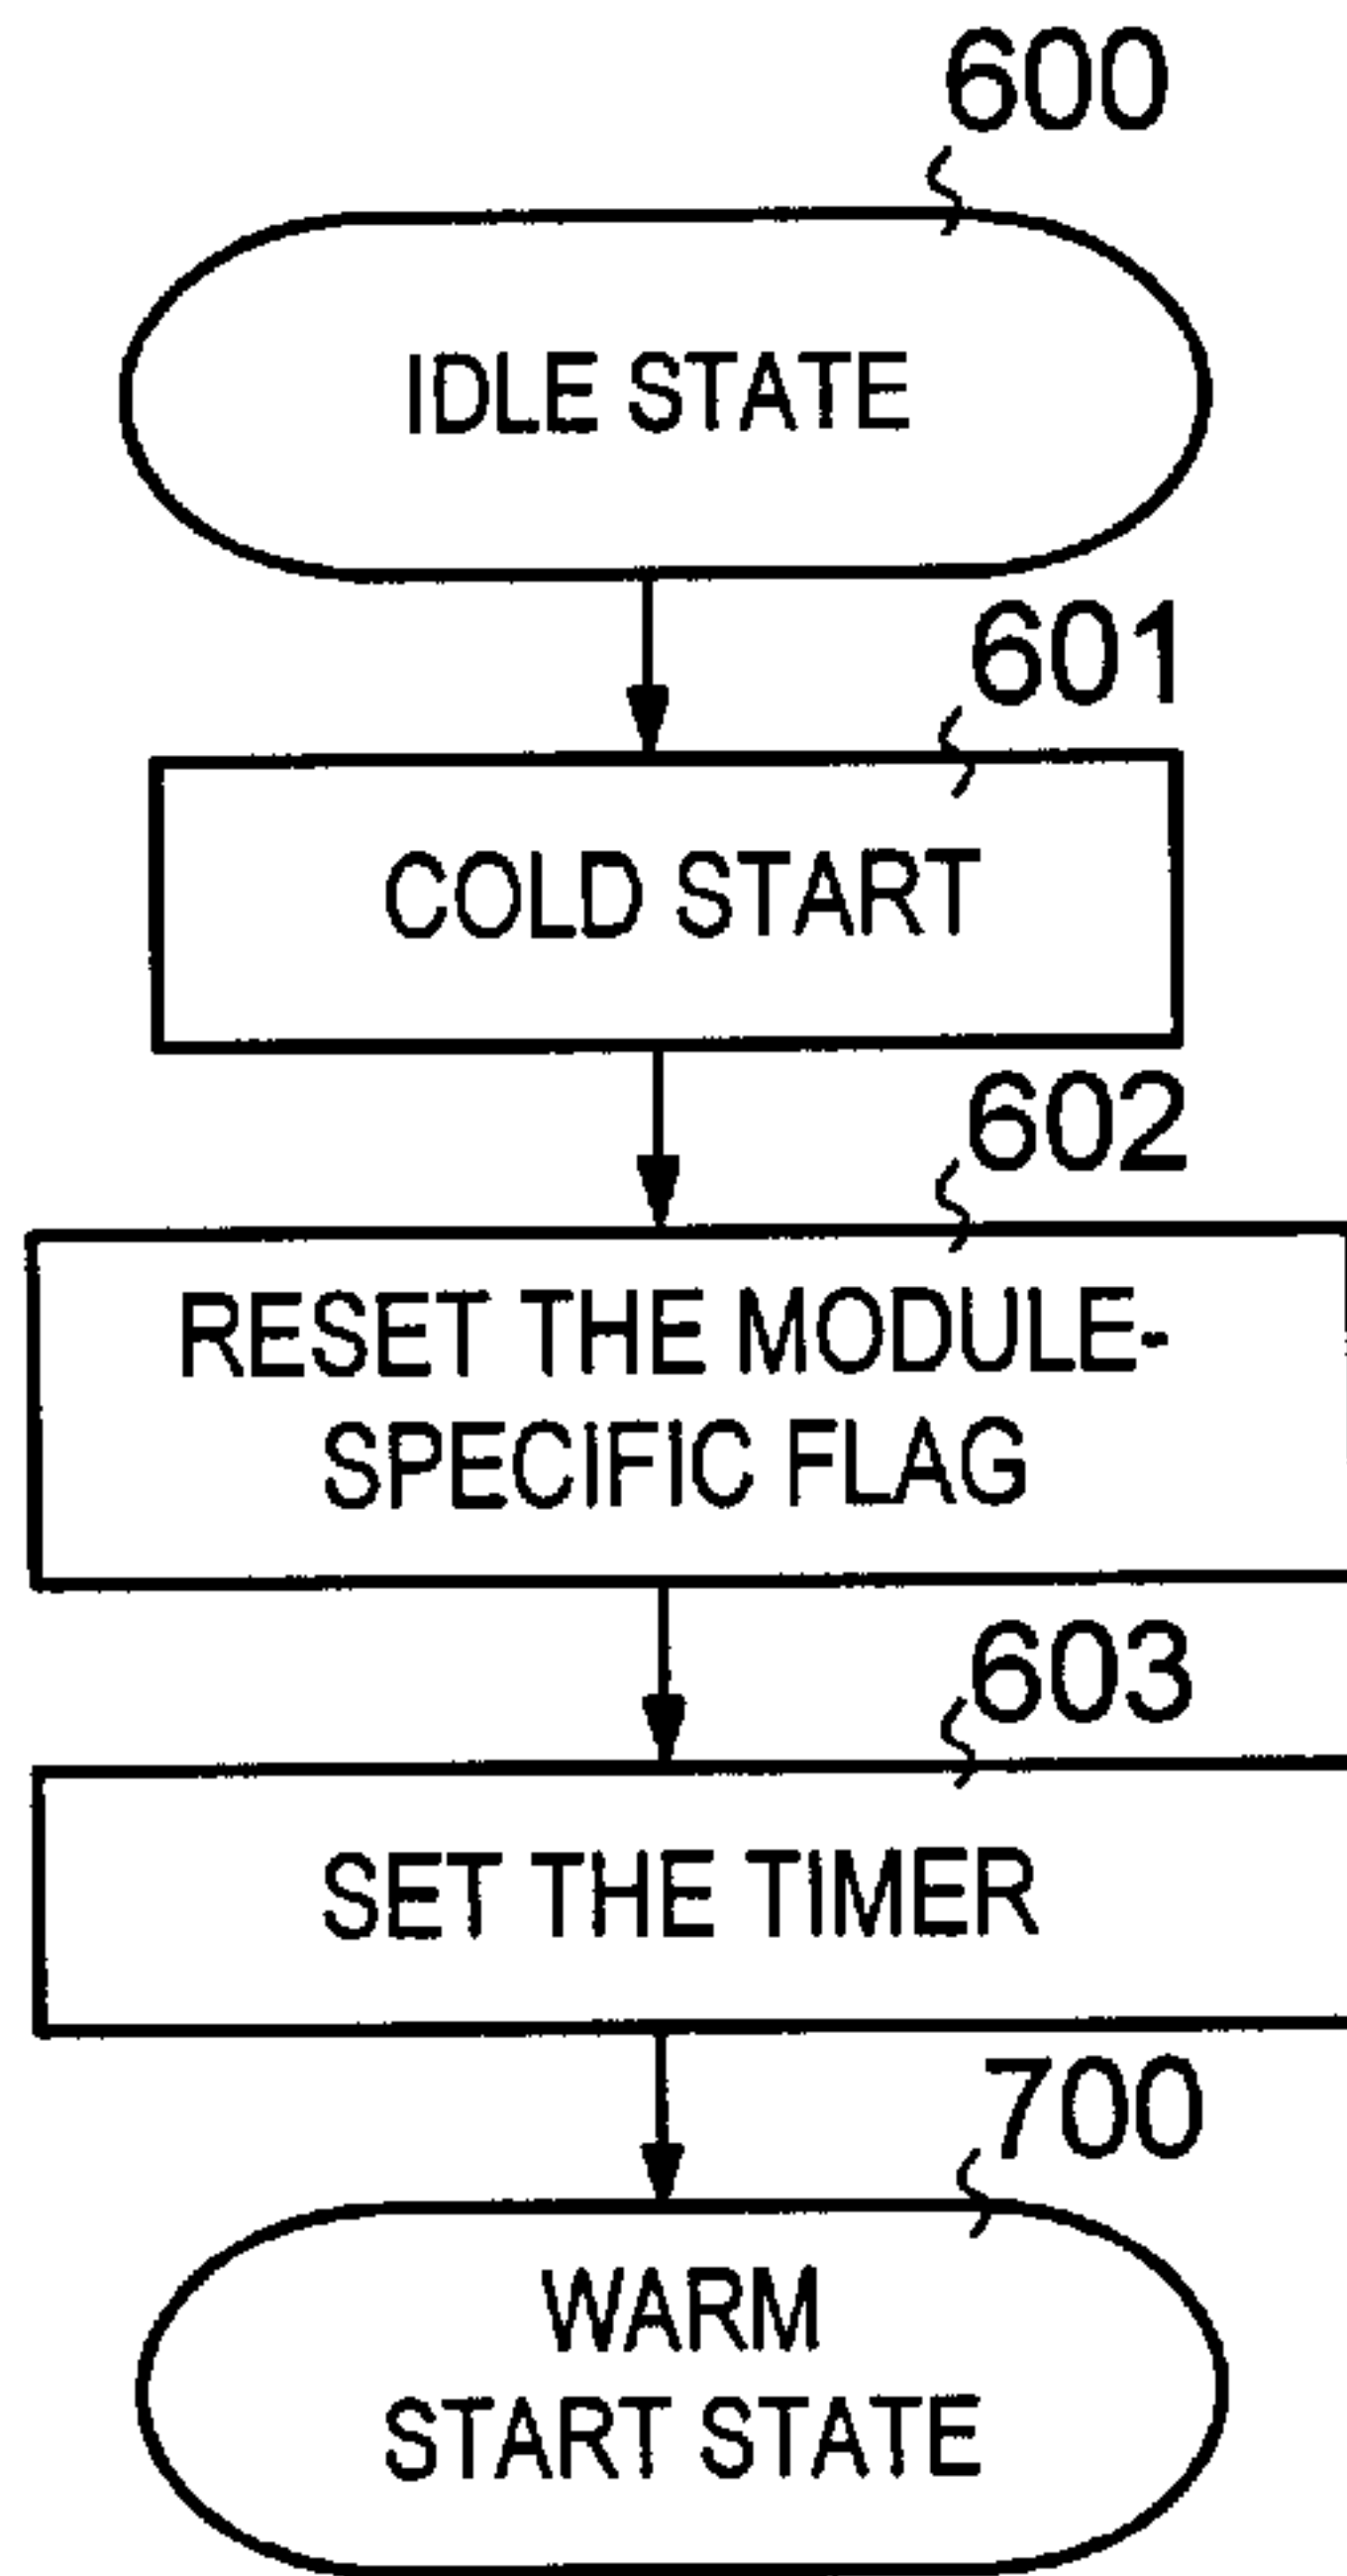 600
IDLE STATE
601
COLD START
602
RESET THE MODULE-
SPECIFIC FLAG
603
SET THE TIMER
700
WARM
START STATE